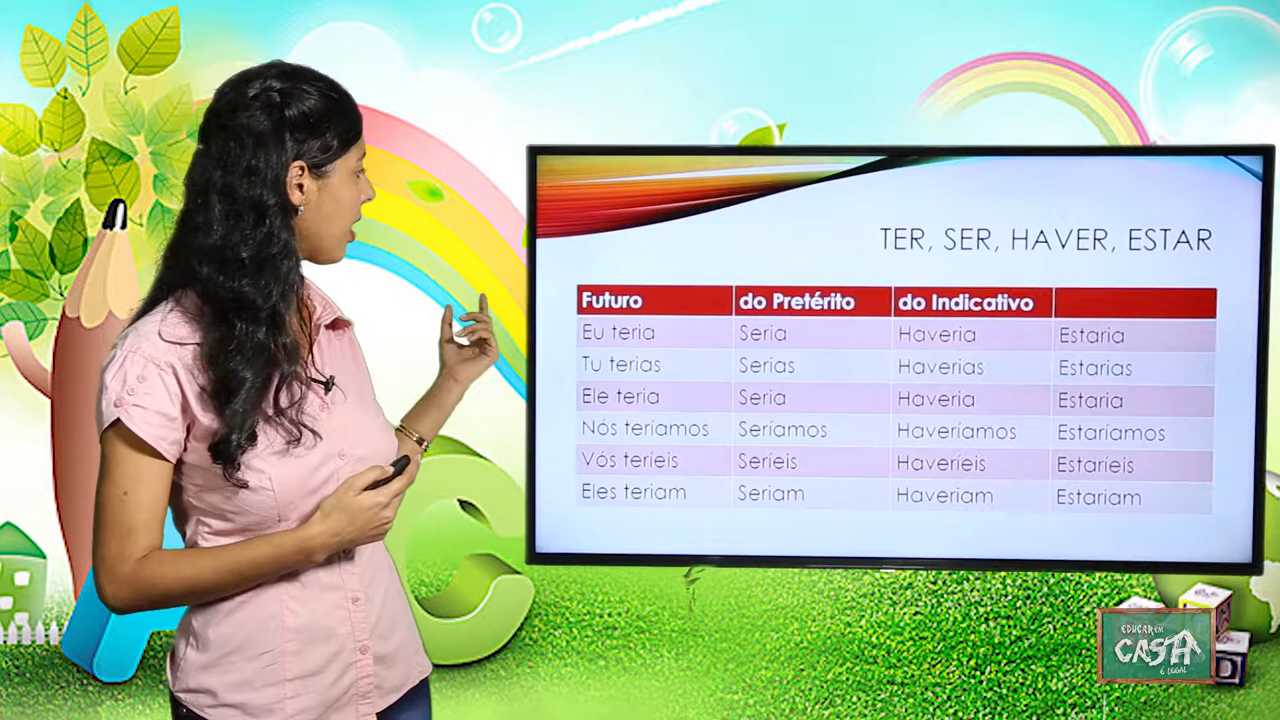 TER, SER, HAVER, ESTAR
Futuro do Pretérito do Indicativo
Eu teria Seria Haveria Estaria
Tu terias Serias Haverias Estarias
Ele teria Seria Haveria Estaria
Nós teríamos Seríamos Haveríamos Estaríamos
Vós teríeis Seríeis Haveríeis Estaríeis
Eles teriam Seriam Haveriam Estariam
EDUCAR EM
CASA
É LEGAL
D